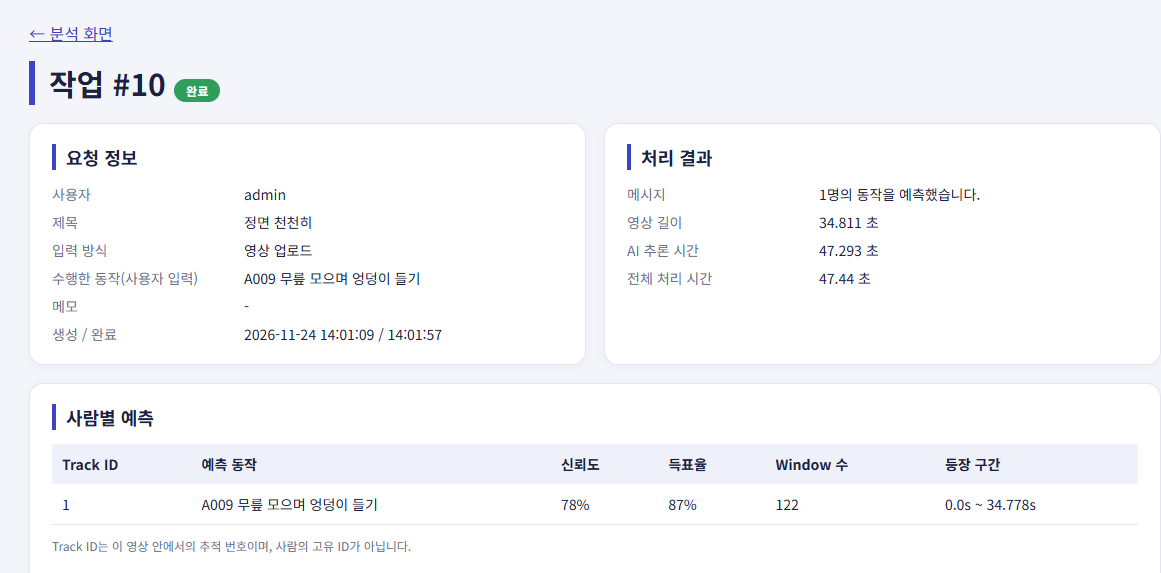 ← 분석 화면
작업 #10 완료
요청 정보
사용자 admin
제목 정면 천천히
입력 방식 영상 업로드
수행한 동작(사용자 입력) A009 무릎 모으며 엉덩이 들기
메모 -
생성 / 완료 2026-11-24 14:01:09 / 14:01:57
처리 결과
메시지 1명의 동작을 예측했습니다.
영상 길이 34.811 초
AI 추론 시간 47.293 초
전체 처리 시간 47.44 초
사람별 예측
Track ID 예측 동작 신뢰도 득표율 Window 수 등장 구간
1 A009 무릎 모으며 엉덩이 들기 78% 87% 122 0.0s ~ 34.778s
Track ID는 이 영상 안에서의 추적 번호이며, 사람의 고유 ID가 아닙니다.